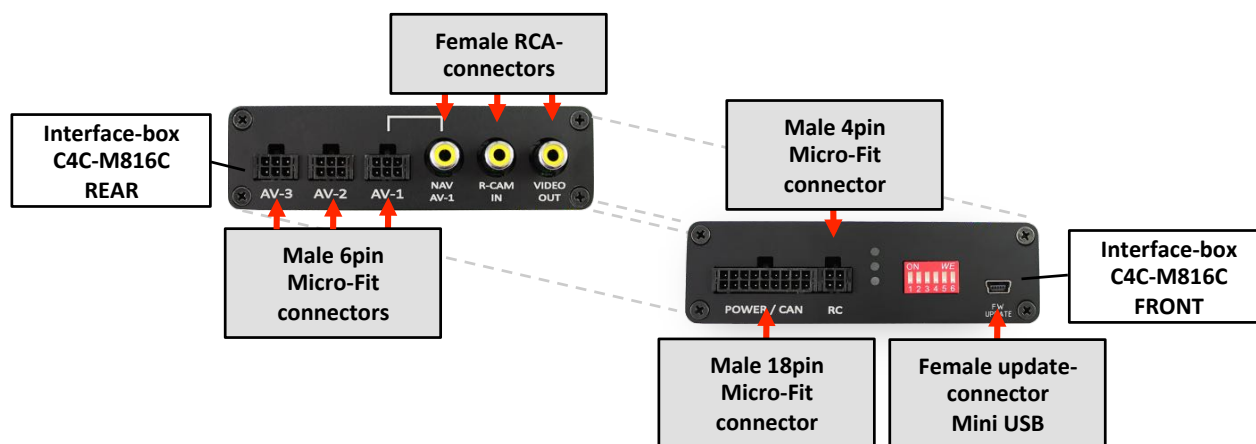 Female RCA-
connectors
Interface-box
C4C-M816C
REAR
AV-3
AV-2
AV-1
NAV
AV-1
R-CAM
IN
VIDEO
OUT
Male 6pin
Micro-Fit
connectors
Male 4pin
Micro-Fit
connector
Interface-box
C4C-M816C
FRONT
POWER / CAN
RC
ON WE
1 2 3 4 5 6
F.W
UPDATE
Male 18pin
Micro-Fit
connector
Female update-
connector
Mini USB